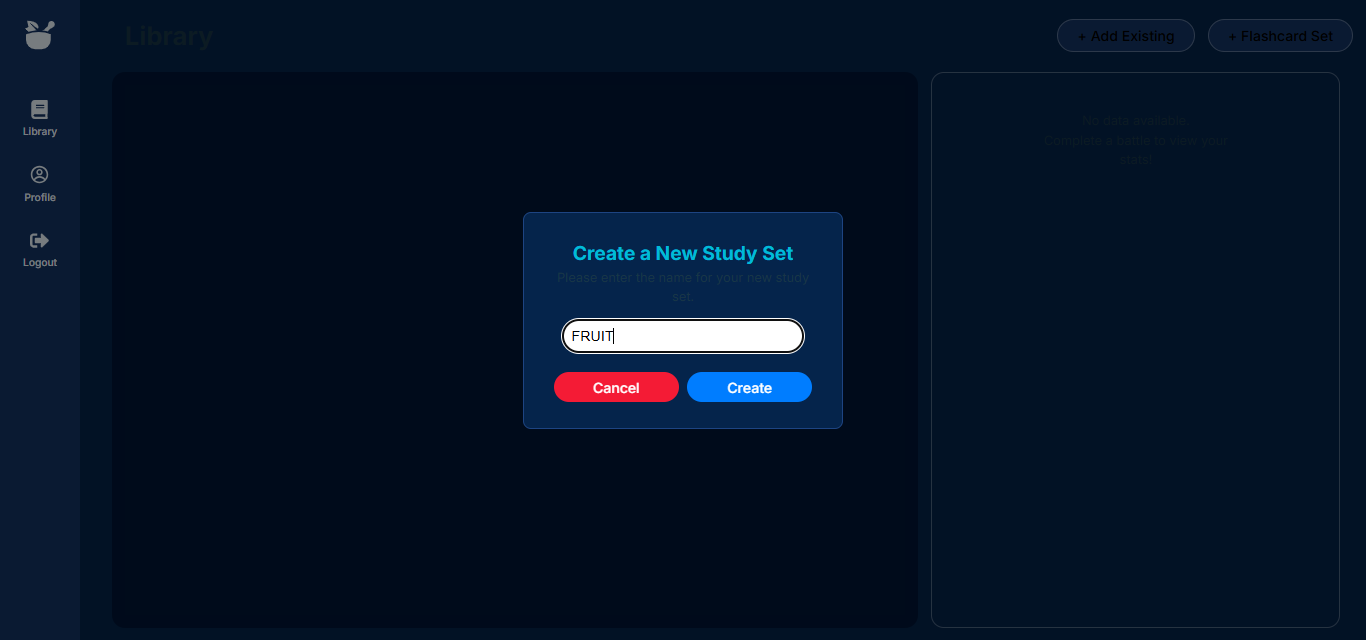 Library
+ Add Existing
+ Flashcard Set
Library
Profile
Logout
No data available.
Complete a battle to view your
stats!
Create a New Study Set
Please enter the name for your new study
set.
FRUIT
Cancel
Create